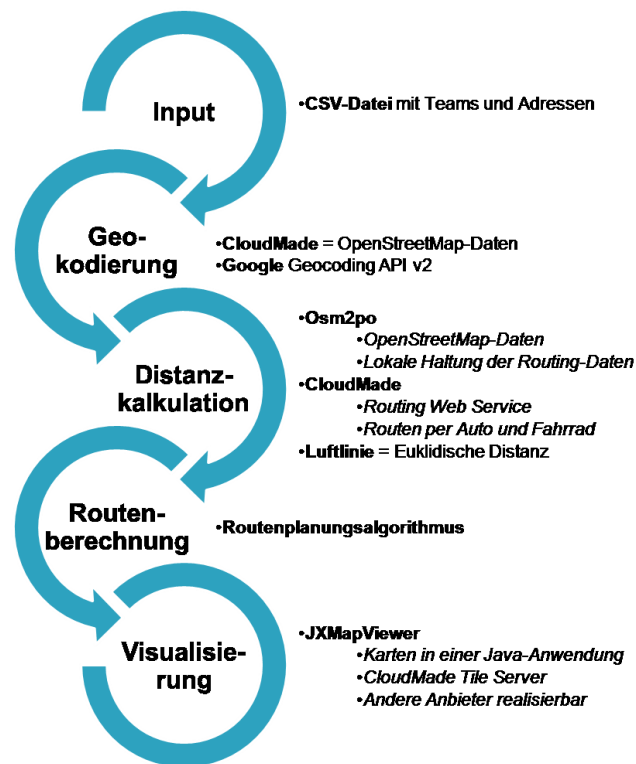 Input
•CSV-Datei mit Teams und Adressen
Geo-
kodierung
•CloudMade = OpenStreetMap-Daten
•Google Geocoding API v2
Distanz-
kalkulation
•Osm2po
•OpenStreetMap-Daten
•Lokale Haltung der Routing-Daten
•CloudMade
•Routing Web Service
•Routen per Auto und Fahrrad
•Luftlinie = Euklidische Distanz
Routen-
berechnung
•Routenplanungsalgorithmus
Visualisie-
rung
•JXMapViewer
•Karten in einer Java-Anwendung
•CloudMade Tile Server
•Andere Anbieter realisierbar